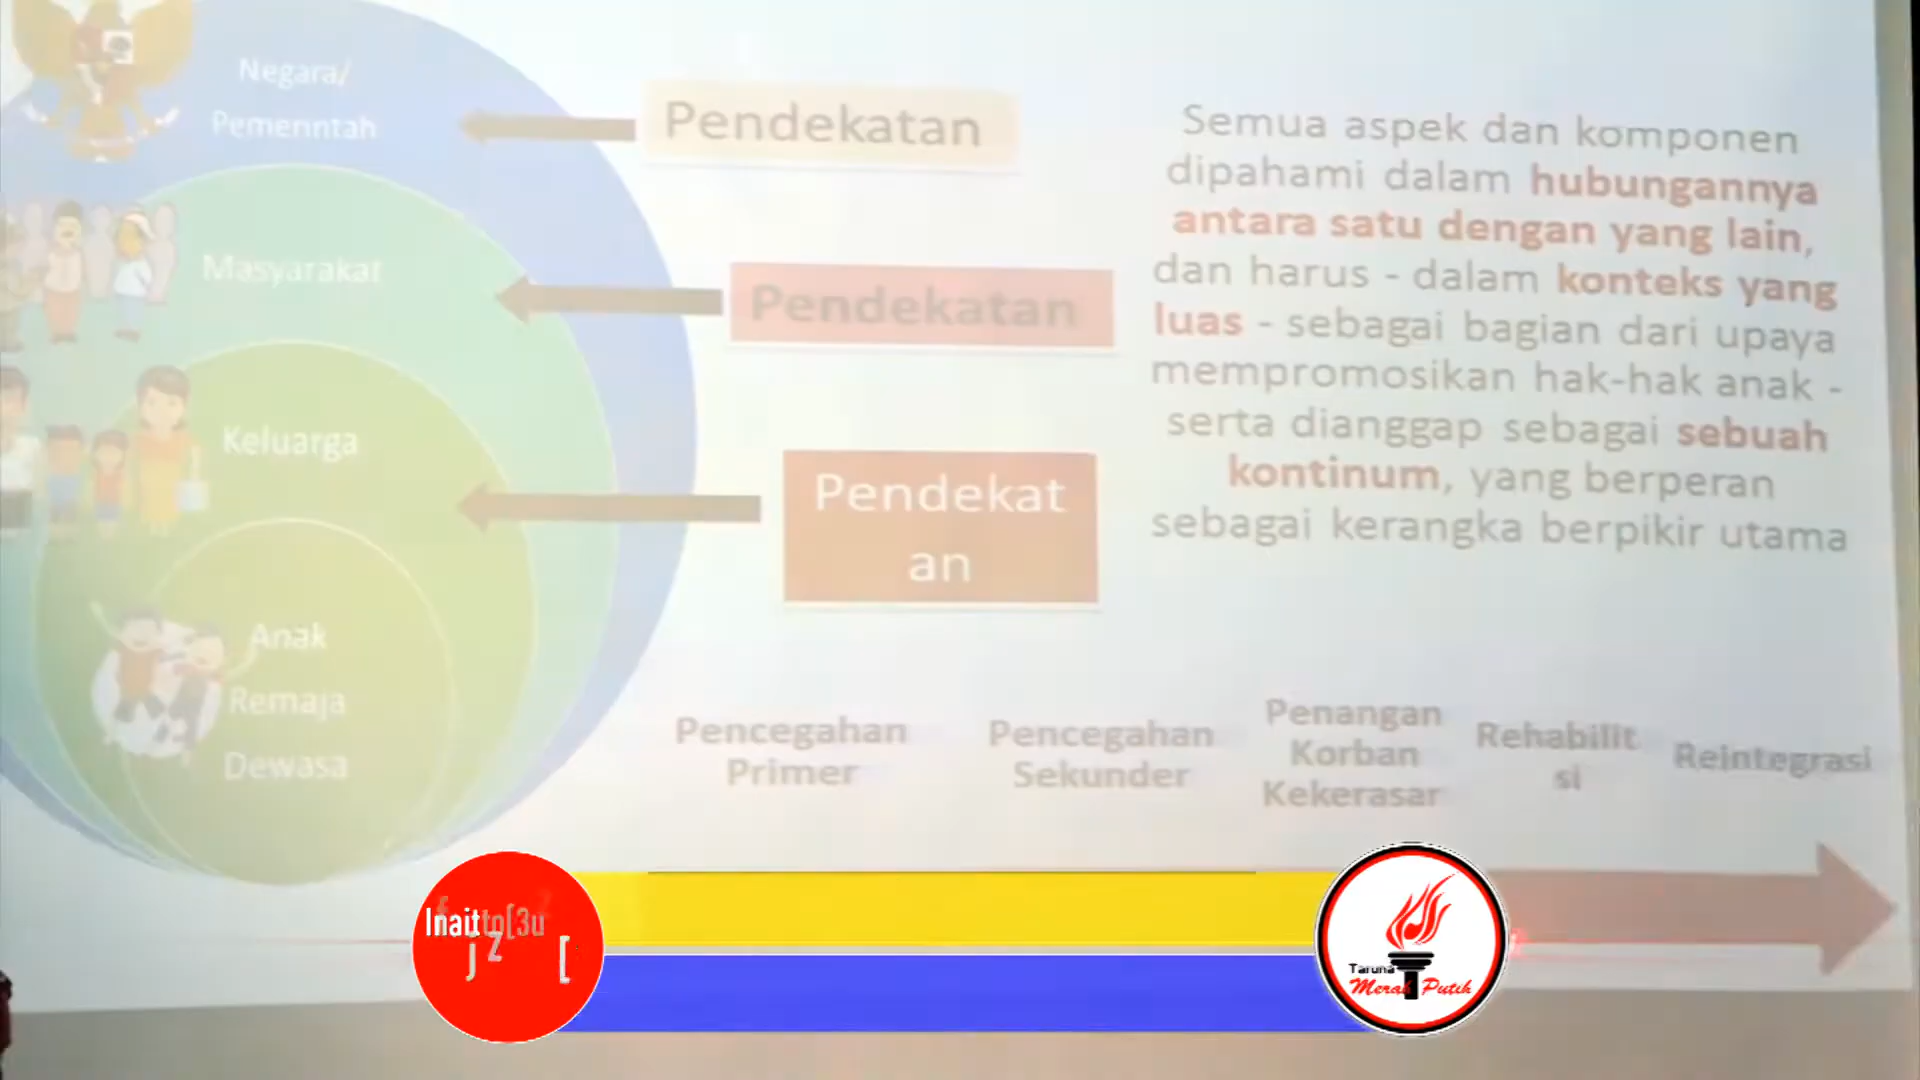 Negara/
Pemenntah
Masyarakat
Keluarga
Anak
Remaja
Dewasa
Pendekatan
Pendekatan
Pendekat
an
Semua aspek dan komponen
dipahami dalam hubungannya
antara satu dengan yang lain,
dan harus - dalam konteks yang
luas - sebagai bagian dari upaya
mempromosikan hak-hak anak -
serta dianggap sebagai sebuah
kontinum, yang berperan
sebagai kerangka berpikir utama
Pencegahan
Primer
Pencegahan
Sekunder
Penangan
Korban
Kekerasar
Rehabilit
si
Reintegrasi
Taruna
Merah Putih